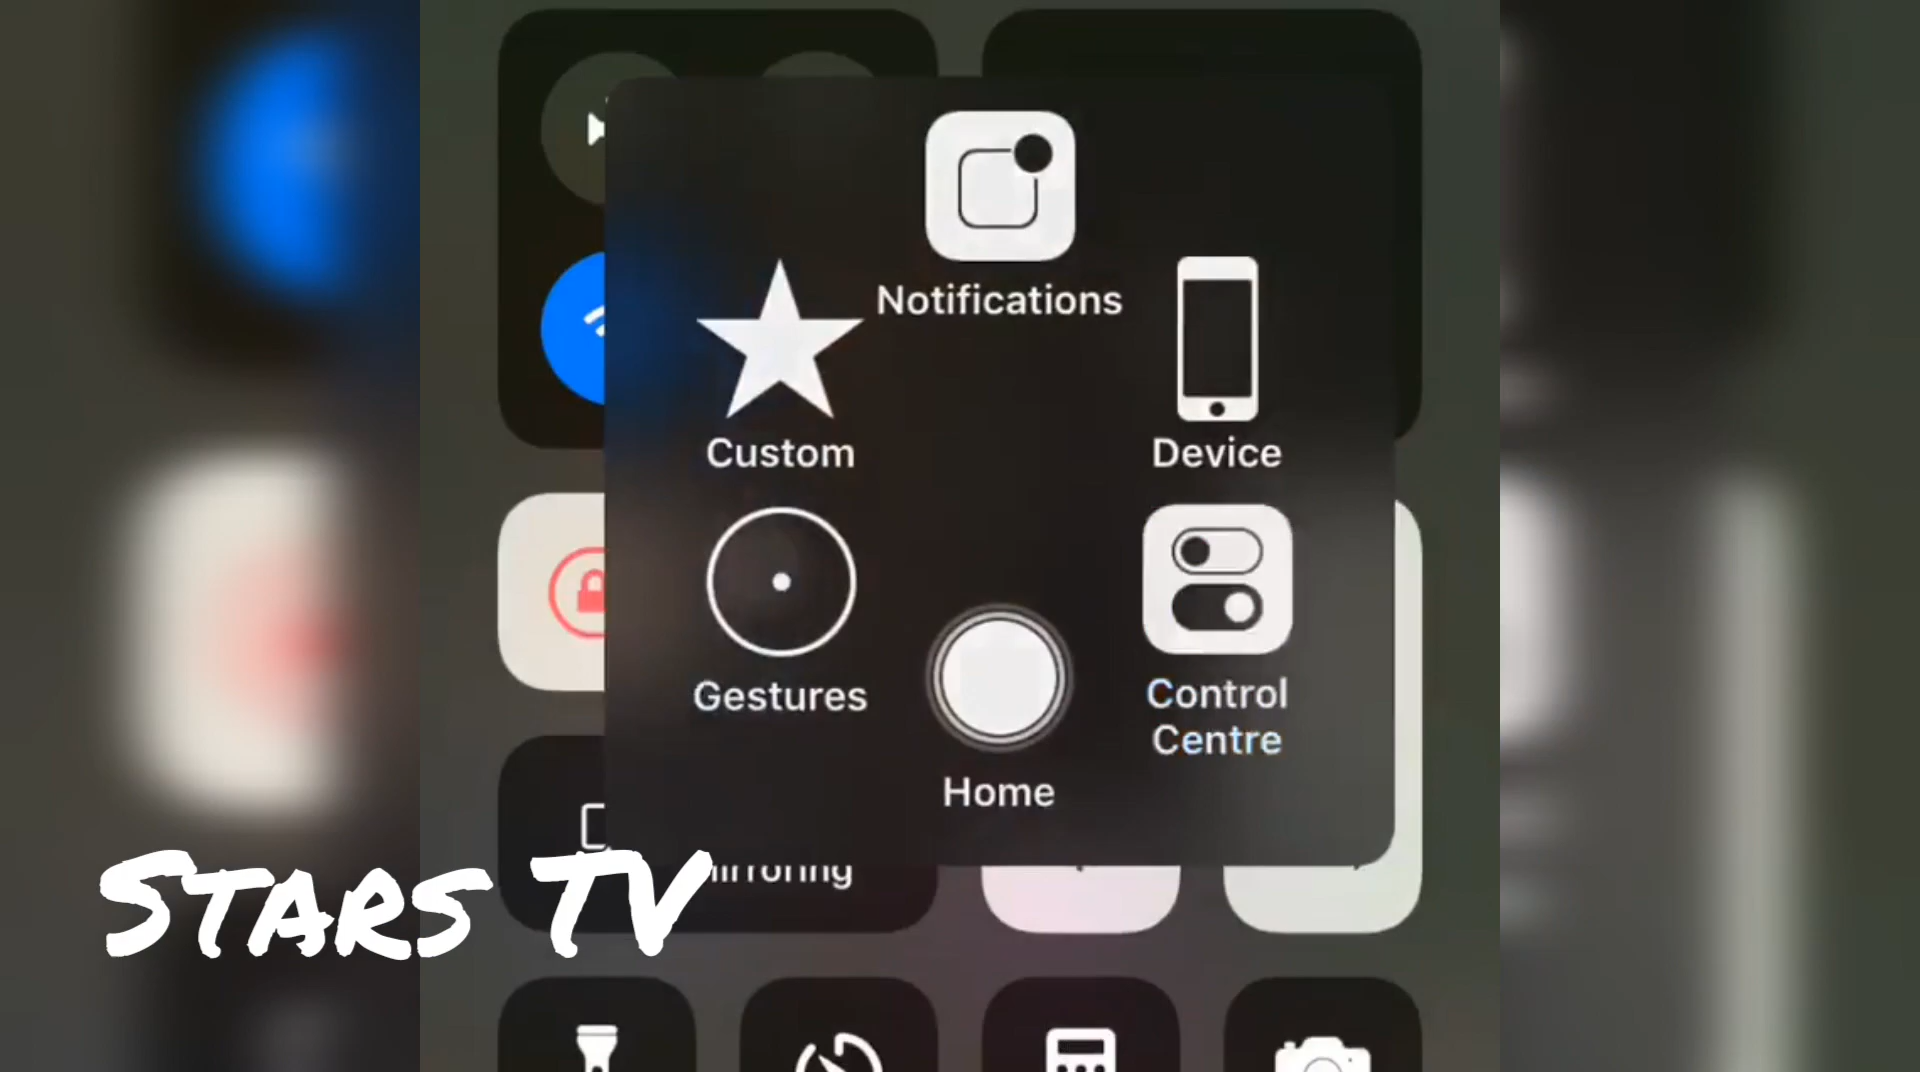 Notifications
Custom
Device
Gestures
Control
Centre
Home
Stars TV